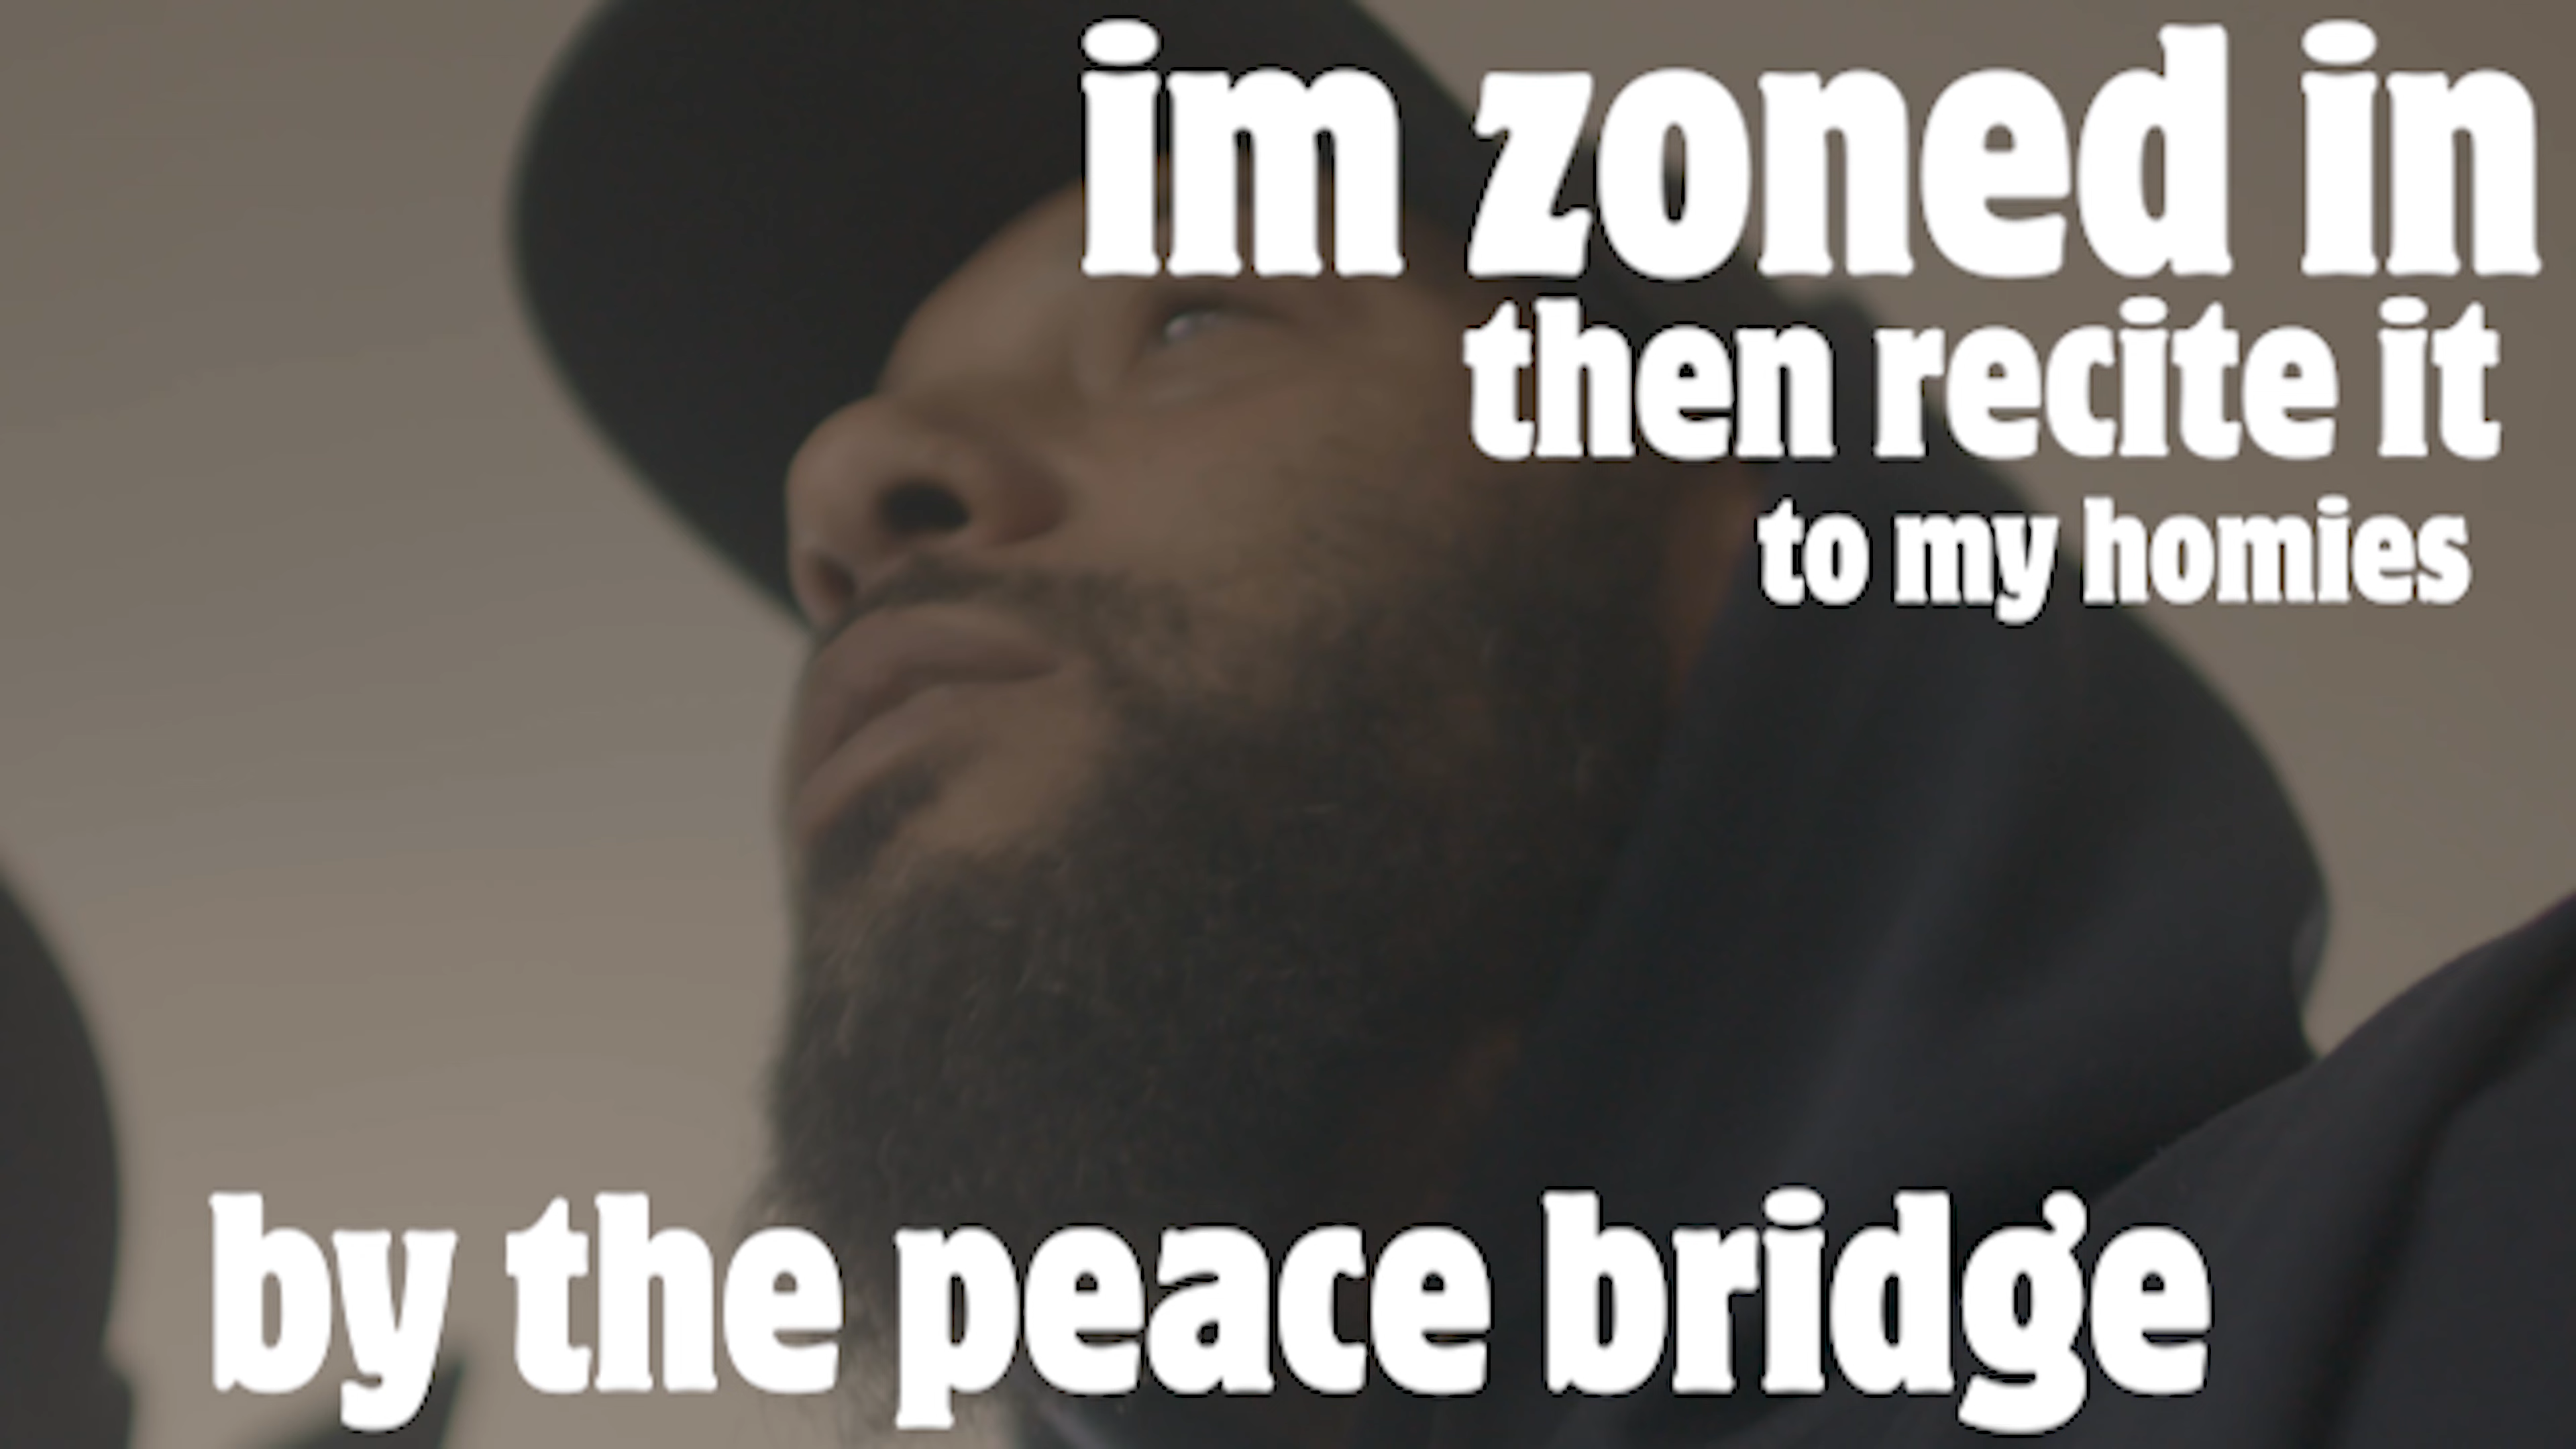 im zoned in
then recite it
to my homies
by the peace bridge